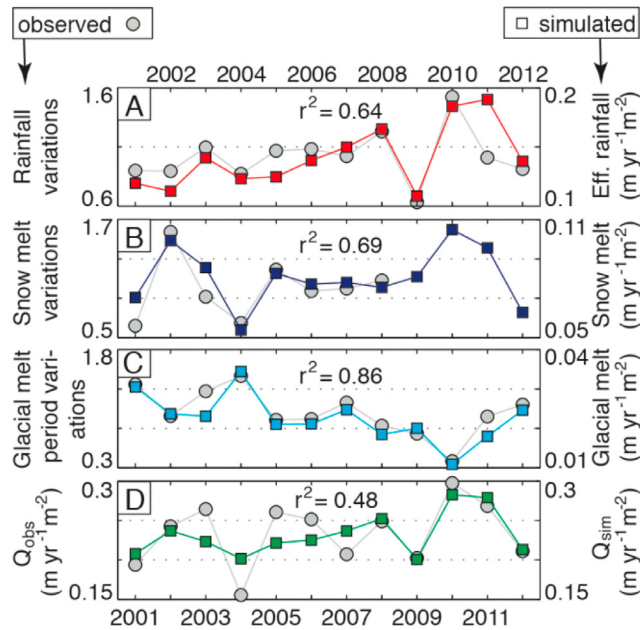 observed
simulated
2002 2004 2006 2008 2010 2012
A
r² = 0.64
1.6
0.6
Rainfall
variations
0.2
0.1
Eff. rainfall
(m yr⁻¹m⁻²)
B
r² = 0.69
1.7
0.5
Snow melt
variations
0.11
0.05
Snow melt
(m yr⁻¹m⁻²)
C
r² = 0.86
1.8
0.3
Glacial melt
period vari-
ations
0.04
0.01
Glacial melt
(m yr⁻¹m⁻²)
D
r² = 0.48
0.3
0.15
Qobs
(m yr⁻¹m⁻²)
0.3
0.15
Qsim
(m yr⁻¹m⁻²)
2001 2003 2005 2007 2009 2011